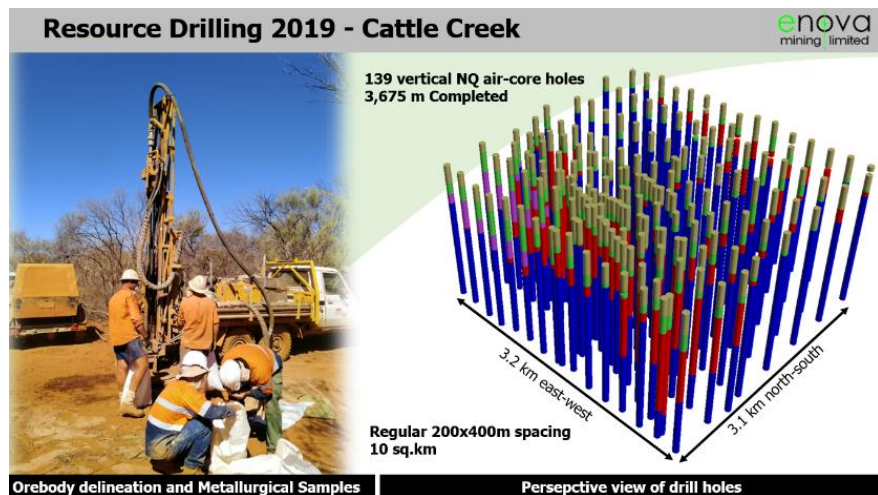 Resource Drilling 2019 - Cattle Creek
enova
mining limited
139 vertical NQ air-core holes
3,675 m Completed
3.2 km east-west
3.1 km north-south
Regular 200x400m spacing
10 sq.km
Orebody delineation and Metallurgical Samples
Persepctive view of drill holes